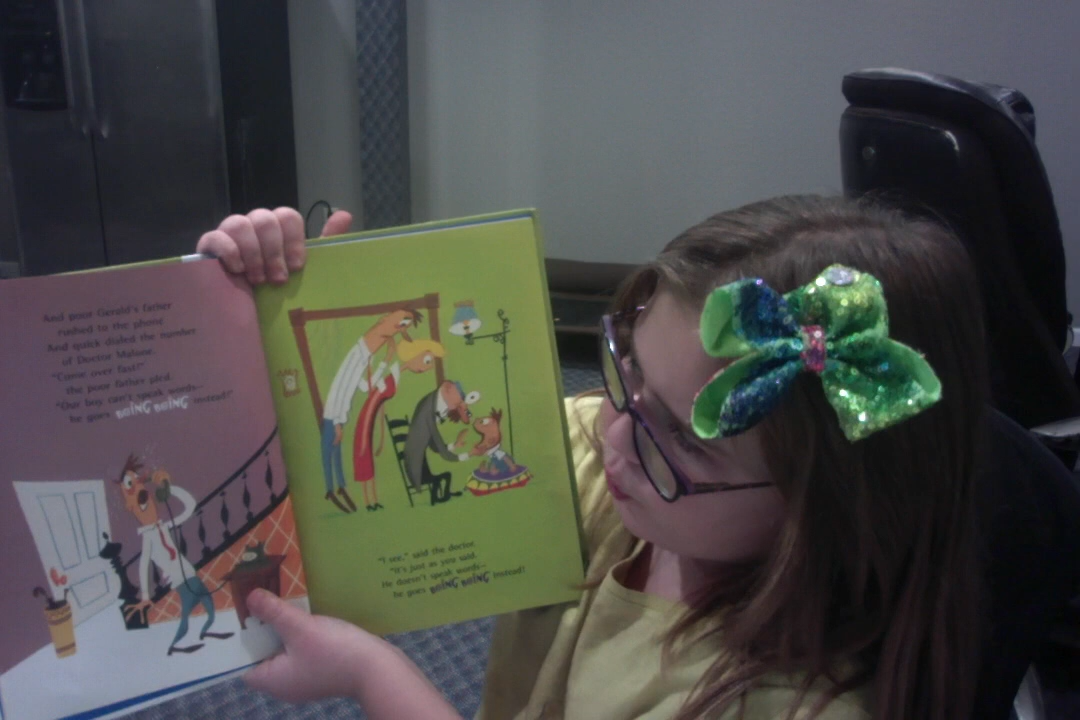 And poor Gerald's father
rushed to the phone
And quick dialed the number
of Doctor Malone.
"Come over fast!"
the poor father pled.
"Our boy can't speak words—
he goes BOING BOING instead!"
"I see," said the doctor,
"It's just as you said.
He doesn't speak words—
he goes BOING BOING instead!